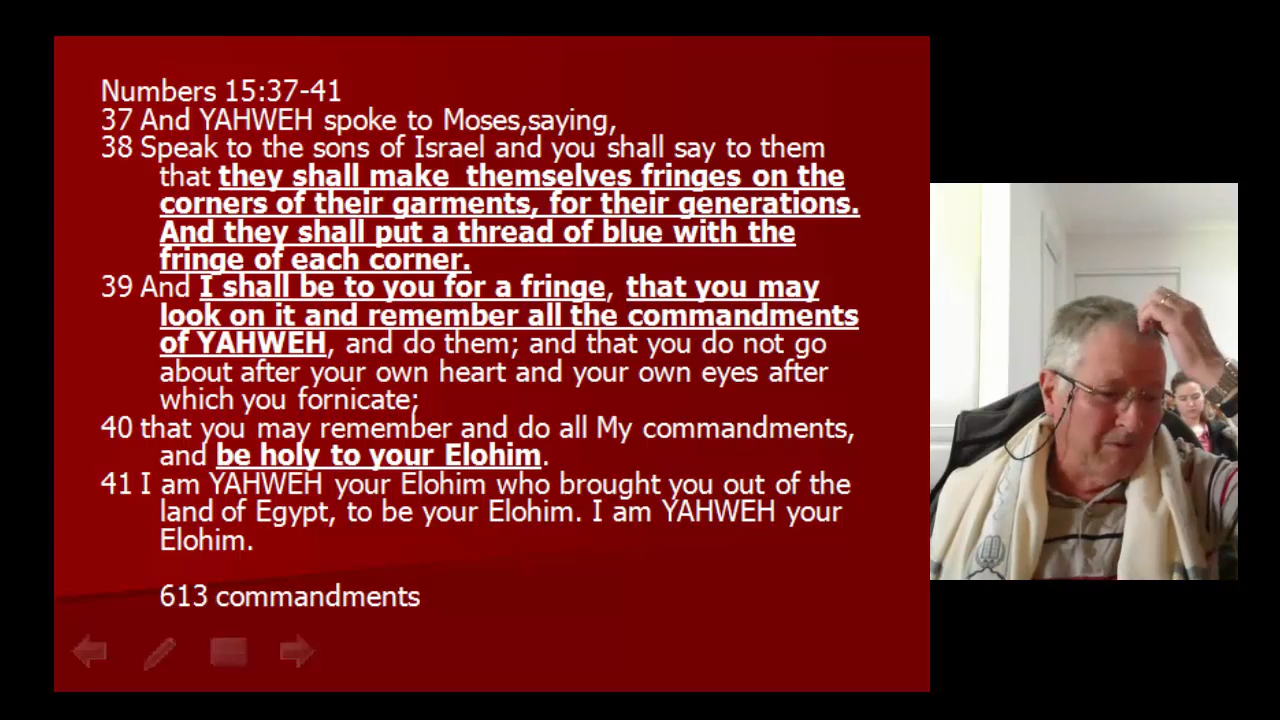 Numbers 15:37-41
37 And YAHWEH spoke to Moses,saying,
38 Speak to the sons of Israel and you shall say to them
that they shall make themselves fringes on the
corners of their garments, for their generations.
And they shall put a thread of blue with the
fringe of each corner.
39 And I shall be to you for a fringe, that you may
look on it and remember all the commandments
of YAHWEH, and do them; and that you do not go
about after your own heart and your own eyes after
which you fornicate;
40 that you may remember and do all My commandments,
and be holy to your Elohim.
41 I am YAHWEH your Elohim who brought you out of the
land of Egypt, to be your Elohim. I am YAHWEH your
Elohim.
613 commandments